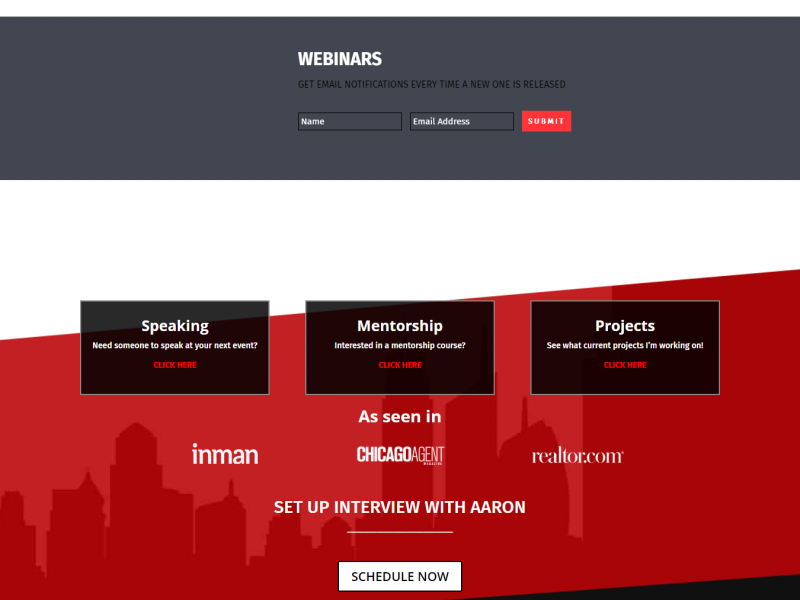 WEBINARS
GET EMAIL NOTIFICATIONS EVERY TIME A NEW ONE IS RELEASED
Name
Email Address
SUBMIT
Speaking
Need someone to speak at your next event?
CLICK HERE
Mentorship
Interested in a mentorship course?
CLICK HERE
Projects
See what current projects I'm working on!
CLICK HERE
As seen in
inman
CHICAGOAGENT
MAGAZINE
realtor.com
SET UP INTERVIEW WITH AARON
SCHEDULE NOW